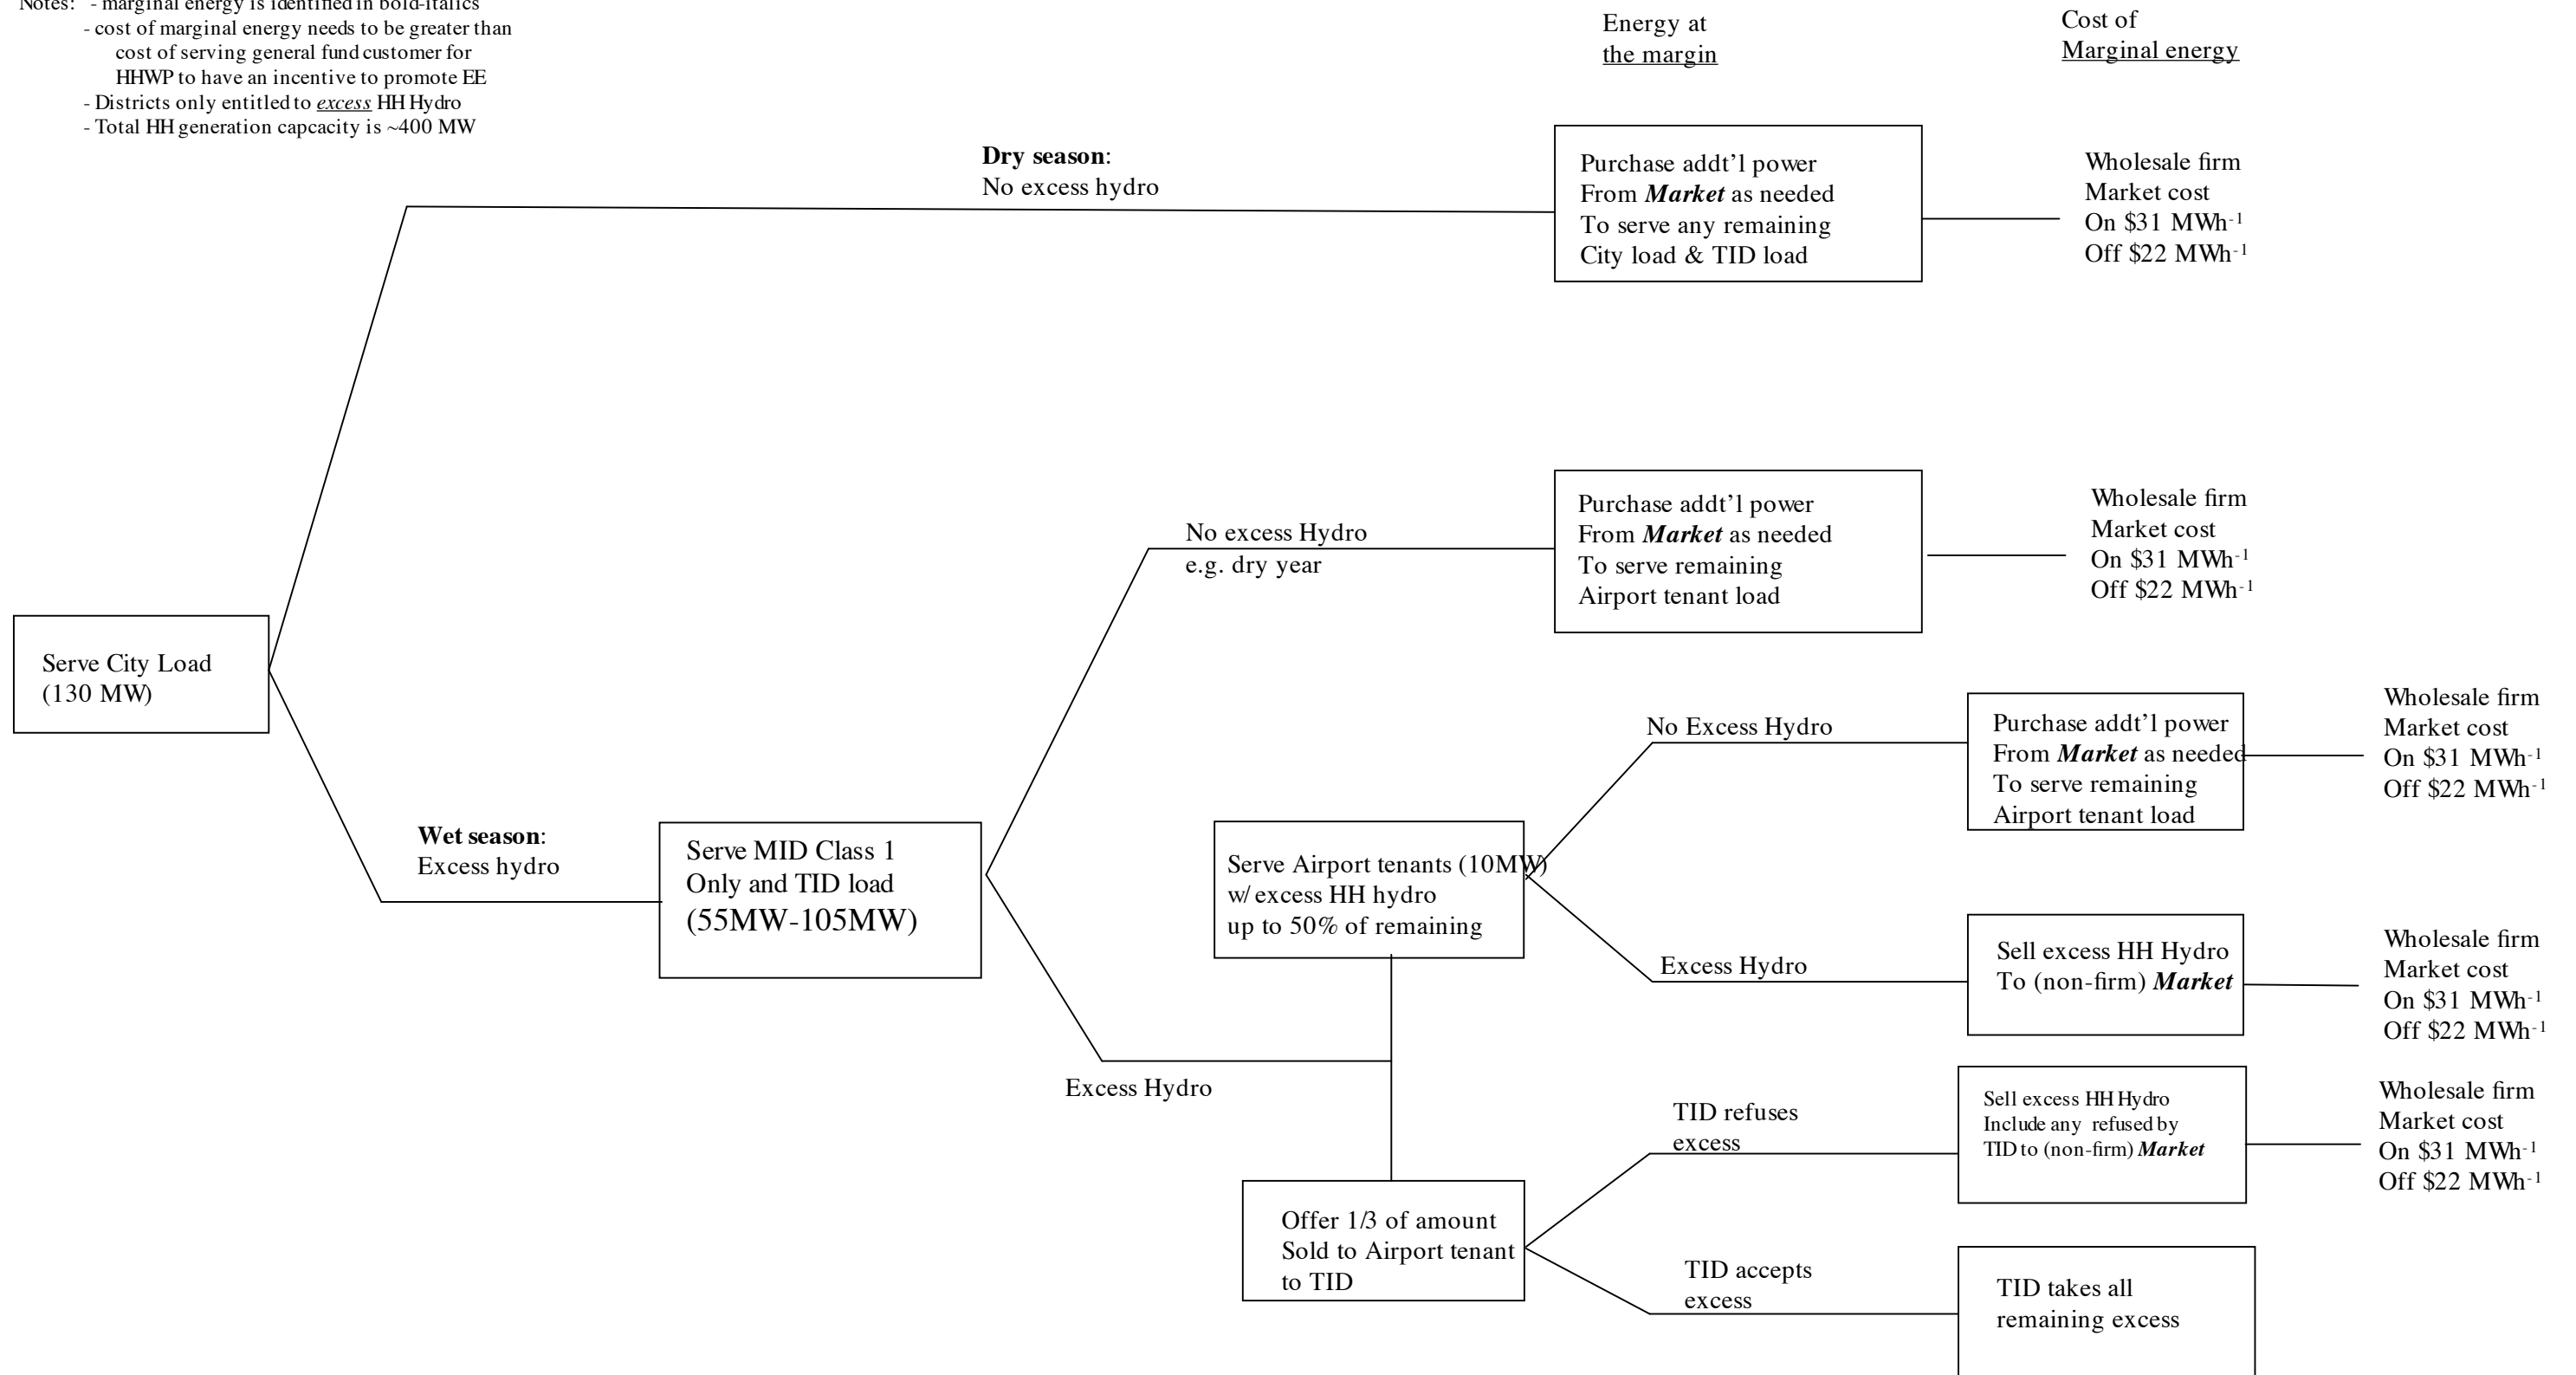 Notes: - marginal energy is identified in bold-italics
- cost of marginal energy needs to be greater than
cost of serving general fund customer for
HHWP to have an incentive to promote EE
- Districts only entitled to excess HH Hydro
- Total HH generation capcacity is ~400 MW
Energy at
the margin
Cost of
Marginal energy
Dry season:
No excess hydro
Purchase addt’l power
From Market as needed
To serve any remaining
City load & TID load
Wholesale firm
Market cost
On $31 MWh-1
Off $22 MWh-1
No excess Hydro
e.g. dry year
Purchase addt’l power
From Market as needed
To serve remaining
Airport tenant load
Wholesale firm
Market cost
On $31 MWh-1
Off $22 MWh-1
Serve City Load
(130 MW)
Wet season:
Excess hydro
Serve MID Class 1
Only and TID load
(55MW-105MW)
No Excess Hydro
Purchase addt’l power
From Market as needed
To serve remaining
Airport tenant load
Wholesale firm
Market cost
On $31 MWh-1
Off $22 MWh-1
Serve Airport tenants (10MW)
w/ excess HH hydro
up to 50% of remaining
Excess Hydro
Sell excess HH Hydro
To (non-firm) Market
Wholesale firm
Market cost
On $31 MWh-1
Off $22 MWh-1
Excess Hydro
TID refuses
excess
Sell excess HH Hydro
Include any refused by
TID to (non-firm) Market
Wholesale firm
Market cost
On $31 MWh-1
Off $22 MWh-1
Offer 1/3 of amount
Sold to Airport tenant
to TID
TID accepts
excess
TID takes all
remaining excess